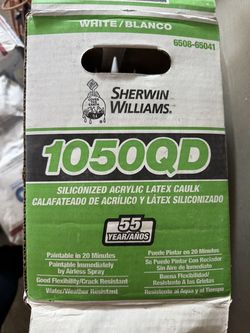 WHITE/BLANCO
6508-65041
SHERWIN
WILLIAMS.
1050QD
SILICONIZED ACRYLIC LATEX CAULK
CALAFATEADO DE ACRÍLICO Y LÁTEX SILICONIZADO
55
YEAR/AÑOS
Paintable in 20 Minutes
Paintable Immediately
by Airless Spray
Good Flexibility/Crack Resistant
Water/Weather Resistant
Puede Pintar en 20 Minutes
Se Puedo Pintar Con Rociador
Sin Aire de Inmediato
Buena Flexibilidad/
Resistente A las Grietas
Resistente al Agua y al Tiempo